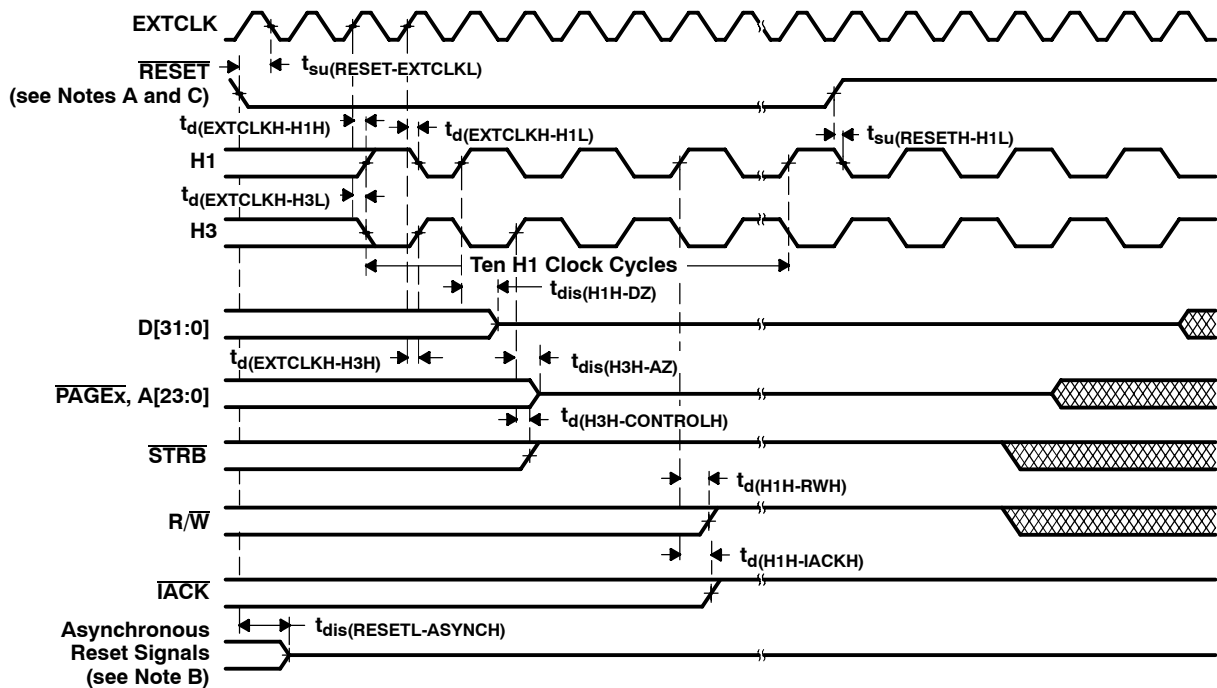 EXTCLK
tsu(RESET-EXTCLKL)
RESET
(see Notes A and C)
td(EXTCLKH-H1H)
td(EXTCLKH-H1L)
tsu(RESETH-H1L)
H1
td(EXTCLKH-H3L)
H3
Ten H1 Clock Cycles
tdis(H1H-DZ)
D[31:0]
td(EXTCLKH-H3H)
tdis(H3H-AZ)
PAGEx, A[23:0]
td(H3H-CONTROLH)
STRB
td(H1H-RWH)
R/W
td(H1H-IACKH)
IACK
tdis(RESETL-ASYNCH)
Asynchronous
Reset Signals
(see Note B)